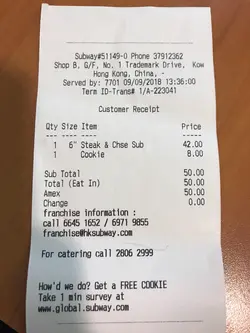 Subway#51149-0 Phone 37912362
Shop B, G/F, No. 1 Trademark Drive, Kow
Hong Kong, China, -
Served by: 7701 09/09/2018 13:36:00
Term ID-Trans# 1/A-223041
Customer Receipt
Qty Size Item Price
1 6" Steak & Chse Sub 42.00
1 Cookie 8.00
Sub Total 50.00
Total (Eat In) 50.00
Amex 50.00
Change 0.00
franchise information :
call 6645 1652 / 6971 9855
franchise@hksubway.com
For catering call 2806 2999
How'd we do? Get a FREE COOKIE
Take 1 min survey at
www.global.subway.com